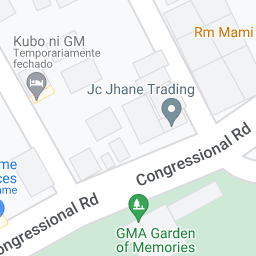 Rm Mami
Kubo ni GM
Temporariamente
fechado
Jc Jhane Trading
Congressional Rd
Congressional Rd
GMA Garden
of Memories